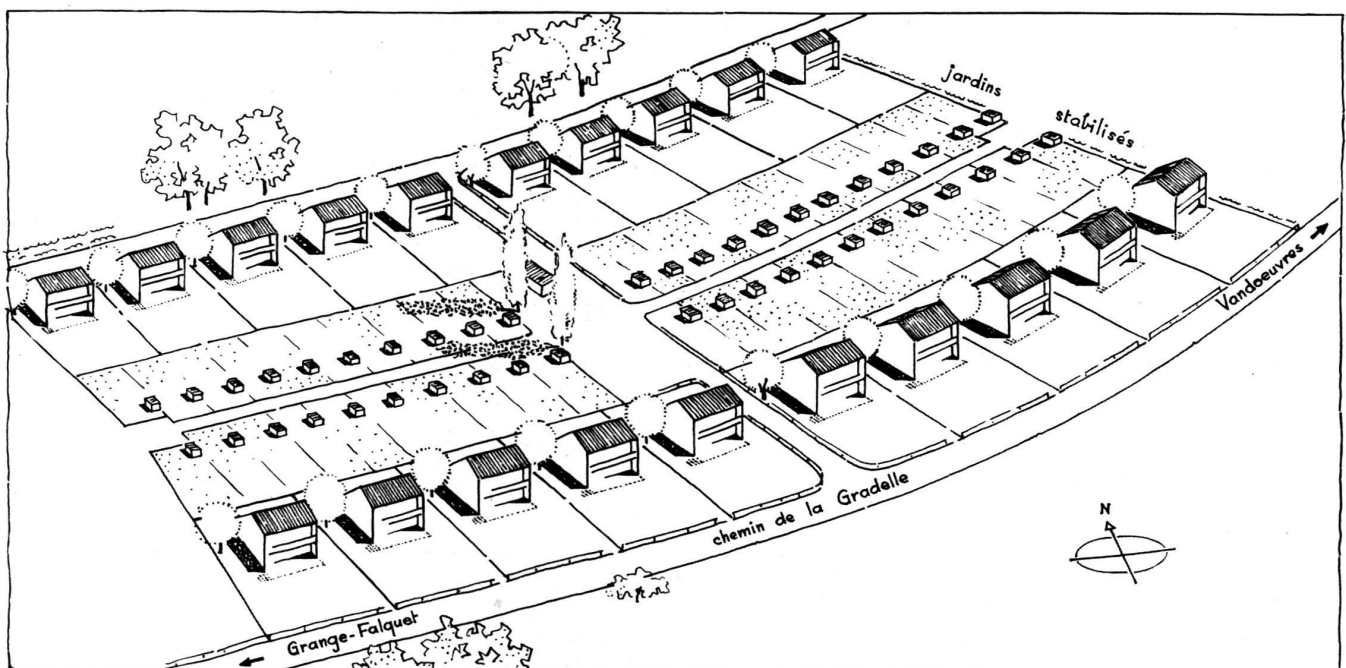 jardins
stabilisés
Vandoeuvres
chemin de la Gradelle
N
Grange-Falquet